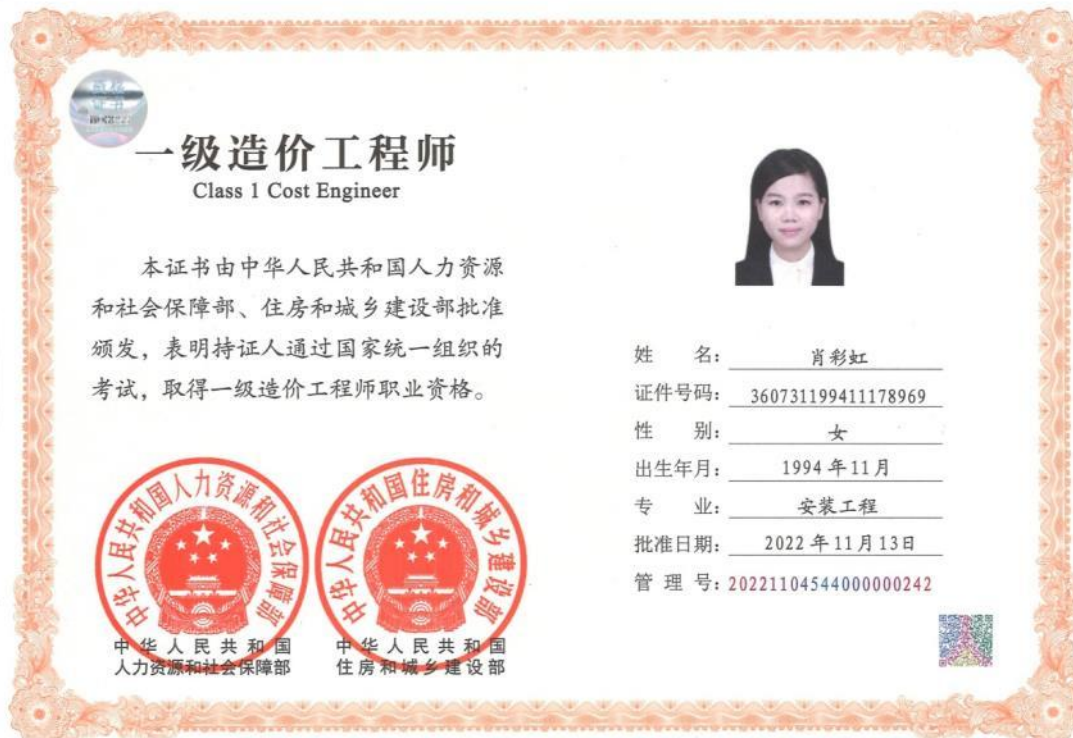 一级造价工程师
Class 1 Cost Engineer
本证书由中华人民共和国人力资源
和社会保障部、住房和城乡建设部批准
颁发，表明持证人通过国家统一组织的
考试，取得一级造价工程师职业资格。
中华人民共和国人力资源和社会保障部
中华人民共和国住房和城乡建设部
中华人民共和国
人力资源和社会保障部
中华人民共和国
住房和城乡建设部
姓 名： 肖彩虹
证件号码： 360731199411178969
性 别： 女
出生年月： 1994年11月
专 业： 安装工程
批准日期： 2022年11月13日
管 理 号： 20221104544000000242